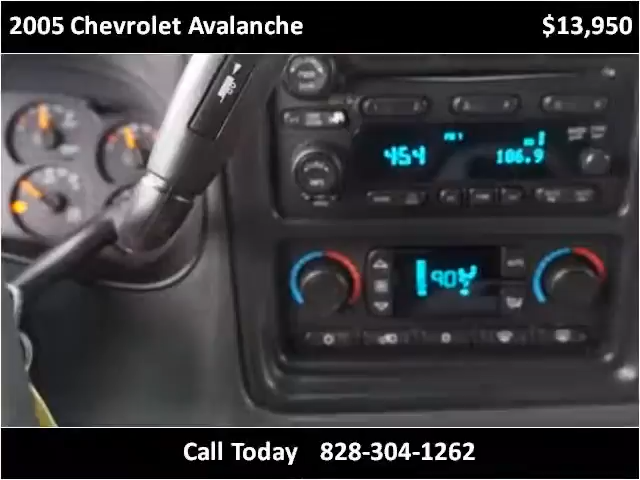 2005 Chevrolet Avalanche $13,950
454 106.9
90
Call Today 828-304-1262